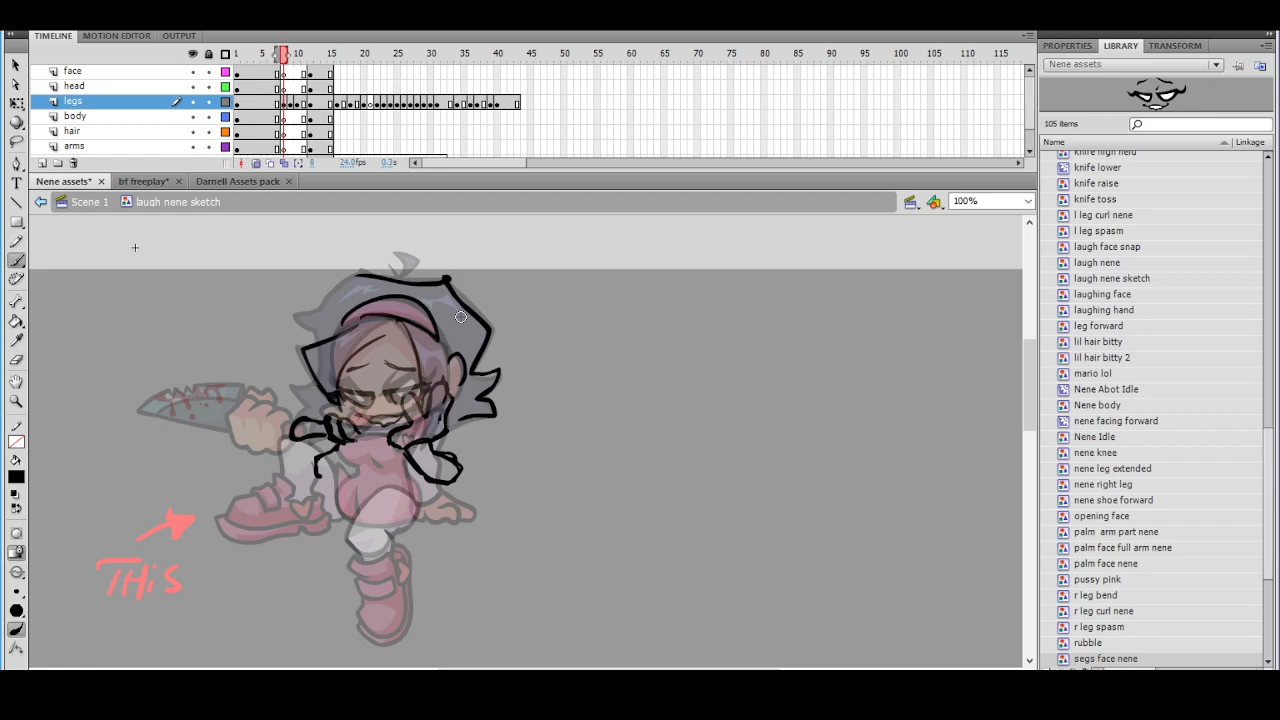 TIMELINE MOTION EDITOR OUTPUT
PROPERTIES LIBRARY TRANSFORM
1 5 10 15 20 25 30 35 40 45 50 55 60 65 70 75 80 85 90 95 100 105 110 115
Nene assets
face
head
legs
body
hair
arms
105 items
8 24.0fps 0.3s
Name Linkage
Nene assets* bf freeplay* Darnell Assets pack
Scene 1 laugh nene sketch 100%
knife lower
knife raise
knife toss
l leg curl nene
l leg spasm
laugh face snap
laugh nene
laugh nene sketch
laughing face
laughing hand
leg forward
lil hair bitty
lil hair bitty 2
mario lol
Nene Abot Idle
Nene body
nene facing forward
Nene Idle
nene knee
nene leg extended
nene right leg
nene shoe forward
opening face
palm arm part nene
palm face full arm nene
palm face nene
pussy pink
r leg bend
r leg curl nene
r leg spasm
rubble
segs face nene
THiS